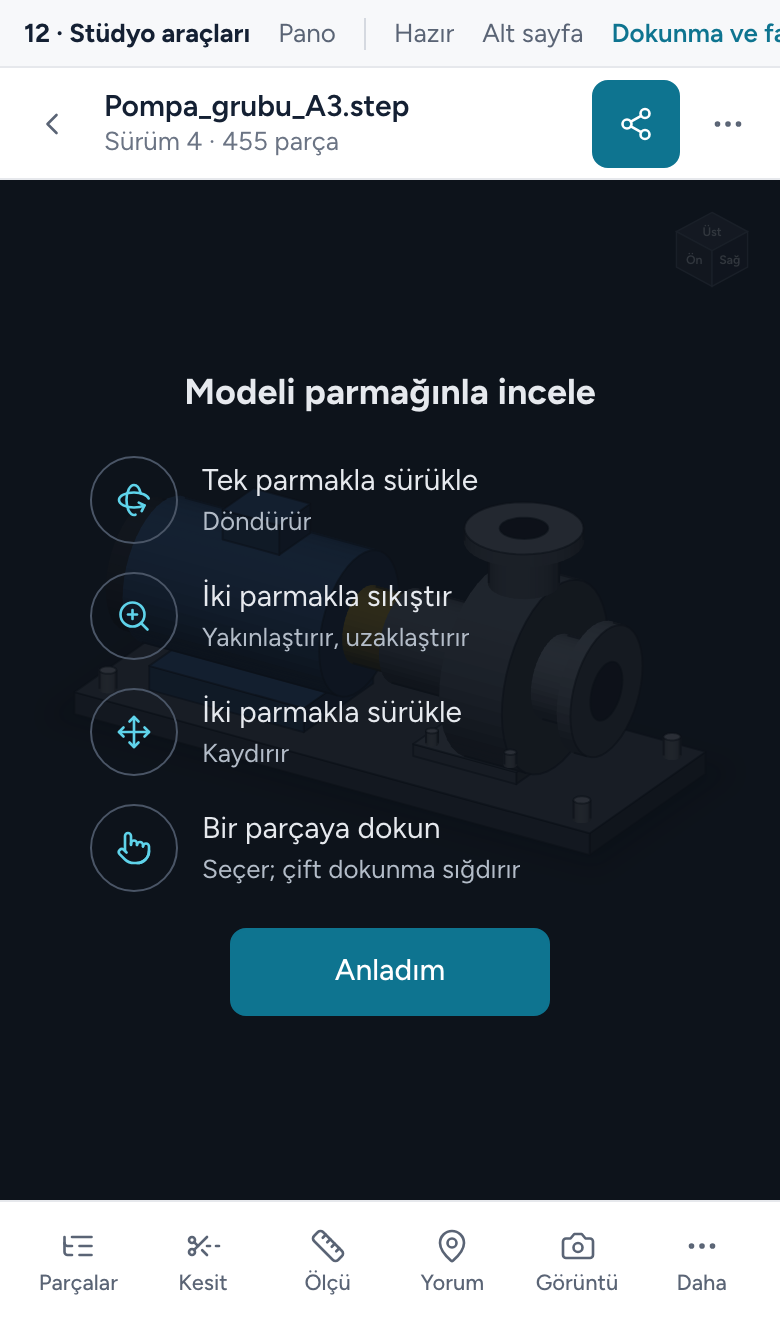 12 · Stüdyo araçları Pano Hazır Alt sayfa Dokunma ve fa
Pompa_grubu_A3.step
Sürüm 4 · 455 parça
Üst
Ön Sağ
Modeli parmağınla incele
Tek parmakla sürükle
Döndürür
İki parmakla sıkıştır
Yakınlaştırır, uzaklaştırır
İki parmakla sürükle
Kaydırır
Bir parçaya dokun
Seçer; çift dokunma sığdırır
Anladım
Parçalar Kesit Ölçü Yorum Görüntü Daha